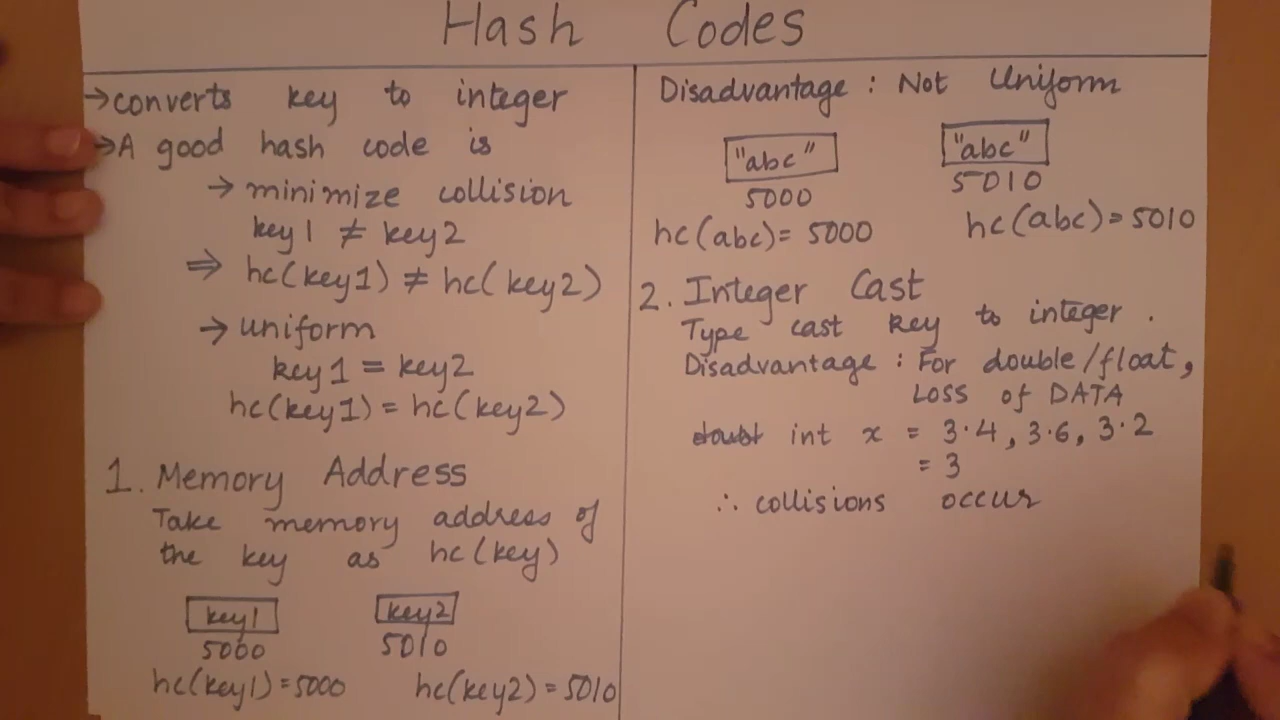 Hash Codes
→ converts key to integer
→ A good hash code is
→ minimize collision
key1 ≠ key2
⇒ hc(key1) ≠ hc(key2)
→ uniform
key1 = key2
hc(key1) = hc(key2)
1. Memory Address
Take memory address of
the key as hc(key)
key1 key2
5000 5010
hc(key1) = 5000 hc(key2) = 5010
Disadvantage : Not Uniform
"abc" "abc"
5000 5010
hc(abc) = 5000 hc(abc) = 5010
2. Integer Cast
Type cast key to integer .
Disadvantage : For double/float,
LOSS of DATA
int x = 3.4, 3.6, 3.2
= 3
∴ collisions occur